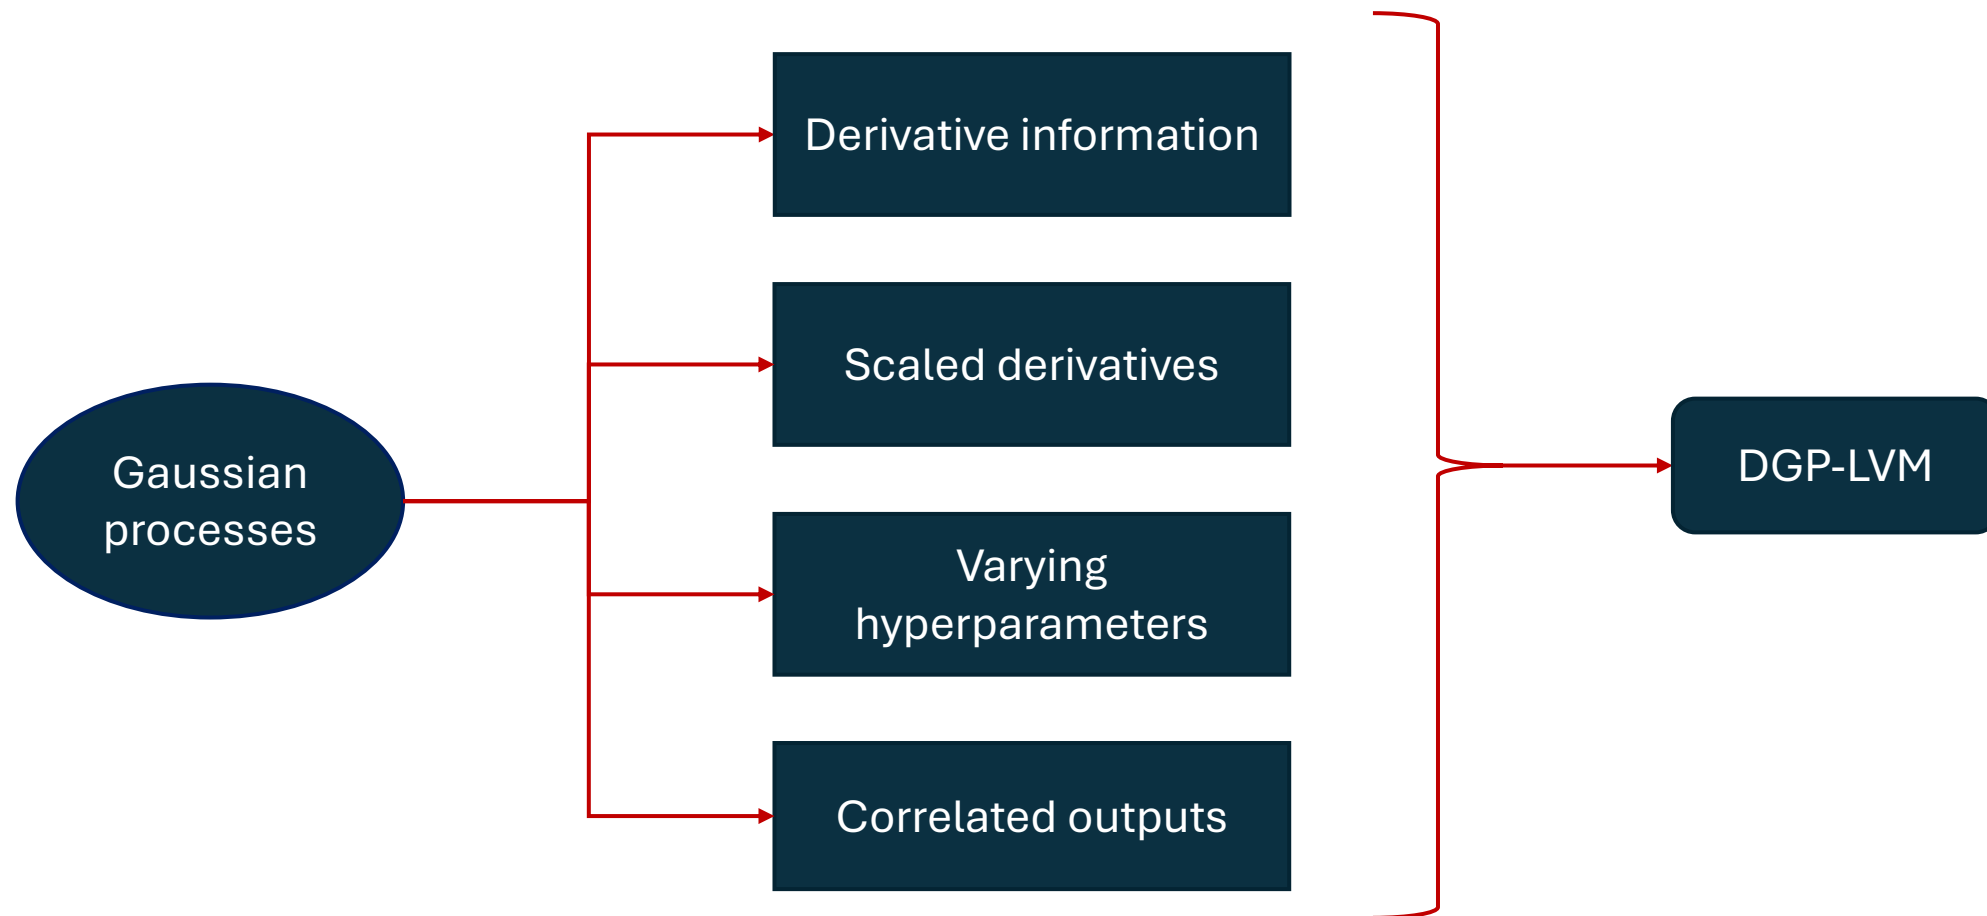 Derivative information
Scaled derivatives
Gaussian
processes
Varying
hyperparameters
Correlated outputs
DGP-LVM